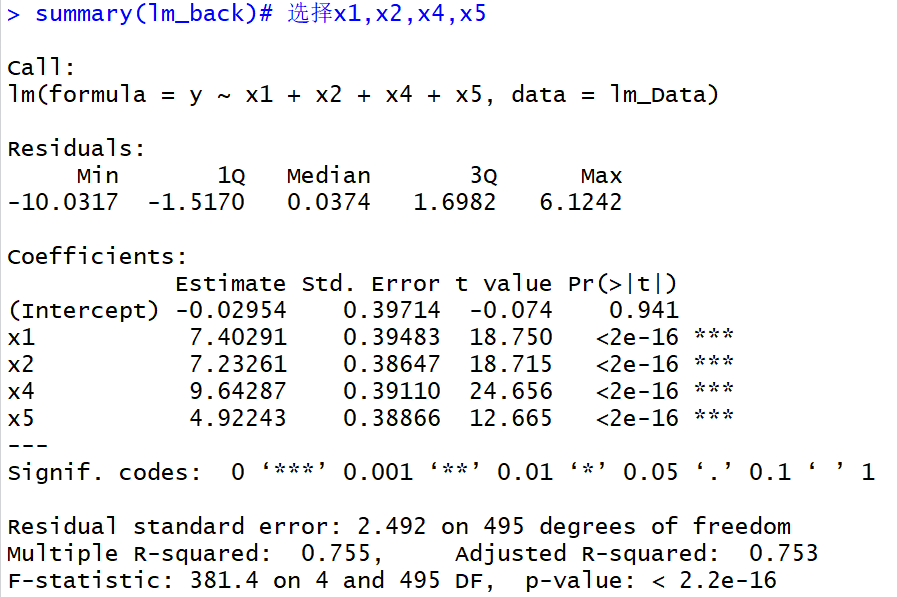 > summary(lm_back)# 选择x1,x2,x4,x5
Call:
lm(formula = y ~ x1 + x2 + x4 + x5, data = lm_Data)
Residuals:
     Min       1Q   Median       3Q      Max
-10.0317  -1.5170   0.0374   1.6982   6.1242
Coefficients:
            Estimate Std. Error t value Pr(>|t|)
(Intercept) -0.02954    0.39714  -0.074    0.941
x1           7.40291    0.39483  18.750   <2e-16 ***
x2           7.23261    0.38647  18.715   <2e-16 ***
x4           9.64287    0.39110  24.656   <2e-16 ***
x5           4.92243    0.38866  12.665   <2e-16 ***
---
Signif. codes:  0 ‘***’ 0.001 ‘**’ 0.01 ‘*’ 0.05 ‘.’ 0.1 ‘ ’ 1
Residual standard error: 2.492 on 495 degrees of freedom
Multiple R-squared:  0.755,	Adjusted R-squared:  0.753
F-statistic: 381.4 on 4 and 495 DF,  p-value: < 2.2e-16